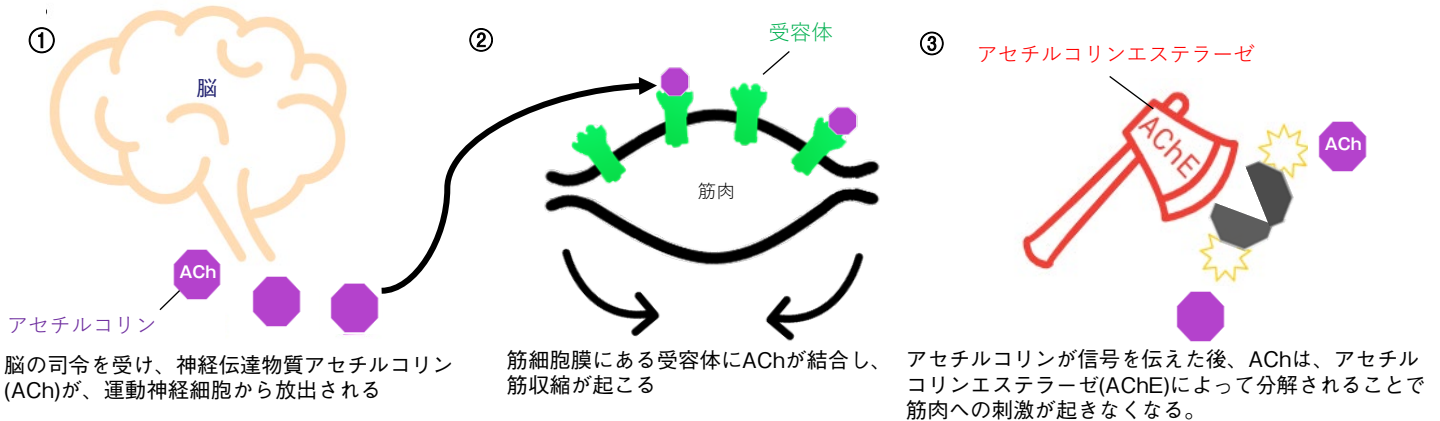 ①
脳
ACh
アセチルコリン
脳の司令を受け、神経伝達物質アセチルコリン
(ACh)が、運動神経細胞から放出される
②
受容体
筋肉
筋細胞膜にある受容体にAChが結合し、
筋収縮が起こる
③
アセチルコリンエステラーゼ
AChE
ACh
アセチルコリンが信号を伝えた後、AChは、アセチル
コリンエステラーゼ(AChE)によって分解されることで
筋肉への刺激が起きなくなる。